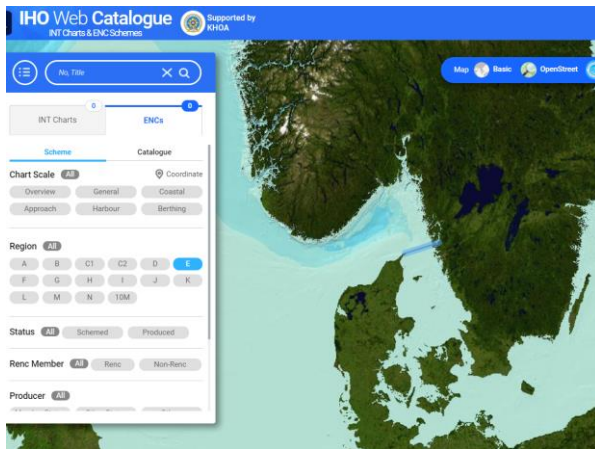 IHO Web Catalogue
INT Charts & ENC Schemes
Supported by
KHOA
No, Title
Map Basic OpenStreet
0 0
INT Charts ENCs
Scheme Catalogue
Chart Scale All Coordinate
Overview General Coastal
Approach Harbour Berthing
Region All
A B C1 C2 D E
F G H I J K
L M N 10M
Status All Schemed Produced
Renc Member All Renc Non-Renc
Producer All